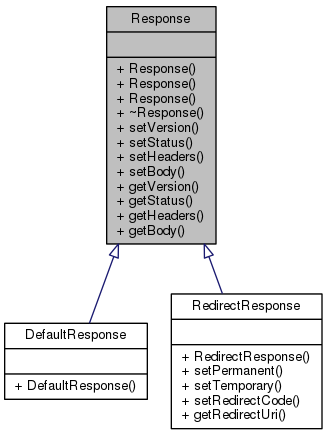 Response
+ Response()
+ Response()
+ Response()
+ ~Response()
+ setVersion()
+ setStatus()
+ setHeaders()
+ setBody()
+ getVersion()
+ getStatus()
+ getHeaders()
+ getBody()
DefaultResponse
+ DefaultResponse()
RedirectResponse
+ RedirectResponse()
+ setPermanent()
+ setTemporary()
+ setRedirectCode()
+ getRedirectUri()